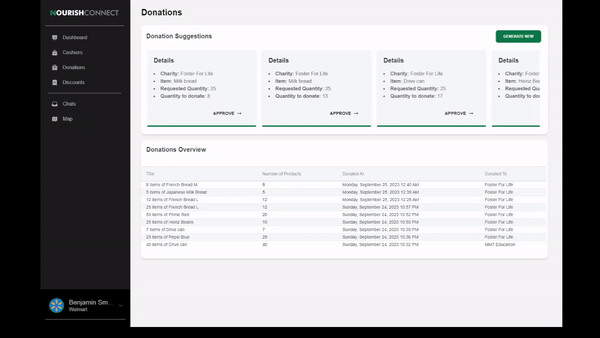 NOURISHCONNECT
Dashboard
Cashiers
Donations
Discounts
Chats
Map
Benjamin Sm...
Walmart
Donations
Donation Suggestions
GENERATE NEW
Details
Charity: Foster For Life
Item: Milk bread
Requested Quantity: 25
Quantity to donate: 8
APPROVE →
Details
Charity: Foster For Life
Item: Milk bread
Requested Quantity: 25
Quantity to donate: 13
APPROVE →
Details
Charity: Foster For Life
Item: Drive can
Requested Quantity: 25
Quantity to donate: 17
APPROVE →
Details
Charity: Foster
Item: Heinz Bea
Requested Qu
Quantity to do
Donations Overview
Title Number of Products Donated At Donated To
8 items of French Bread M 8 Monday, September 25, 2023 12:40 AM Foster For Life
5 items of Japanese Milk Bread 5 Monday, September 25, 2023 12:39 AM Foster For Life
12 items of French Bread L 12 Monday, September 25, 2023 12:25 AM Foster For Life
25 items of French Bread L 12 Sunday, September 24, 2023 10:57 PM Foster For Life
50 items of Prime Red 20 Sunday, September 24, 2023 10:52 PM Foster For Life
25 items of Heinz Beans 10 Sunday, September 24, 2023 10:50 PM Foster For Life
7 items of Drive can 7 Sunday, September 24, 2023 10:39 PM Foster For Life
25 items of Pepsi Blue 25 Sunday, September 24, 2023 10:36 PM Foster For Life
40 items of Drive can 40 Sunday, September 24, 2023 10:32 PM Education